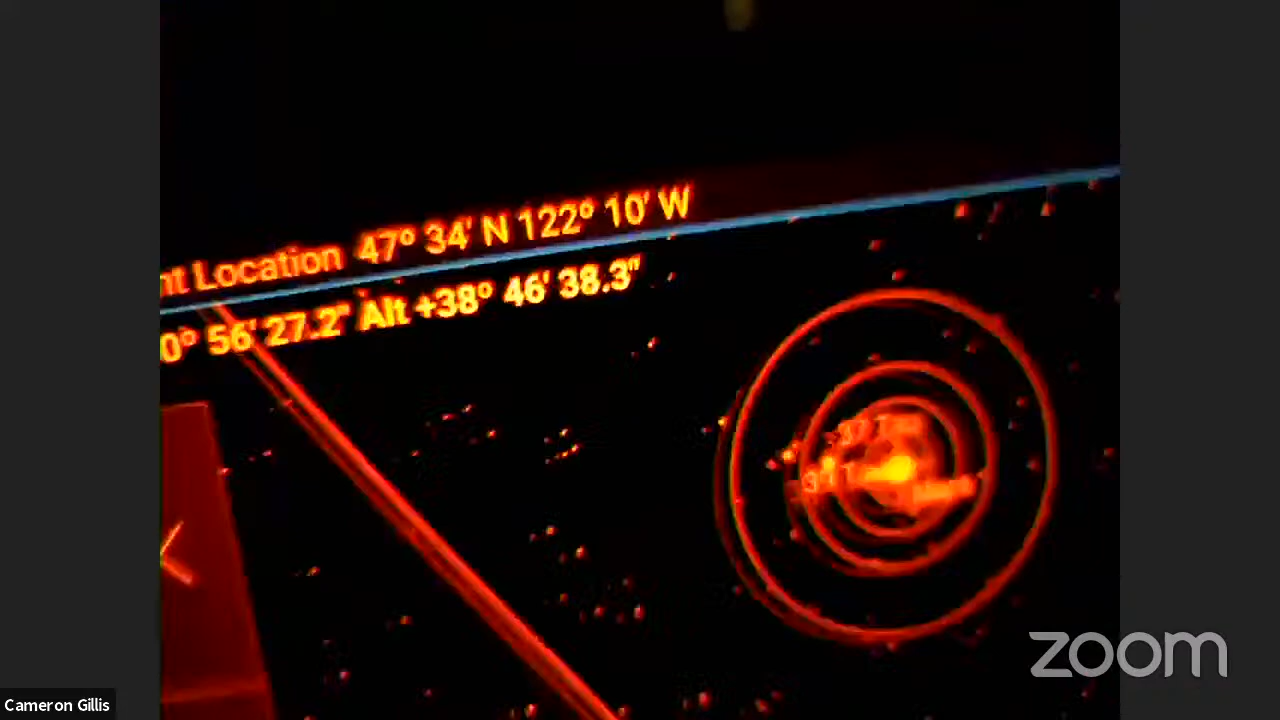 nt Location 47° 34' N 122° 10' W
0° 56' 27.2" Alt +38° 46' 38.3"
zoom
Cameron Gillis